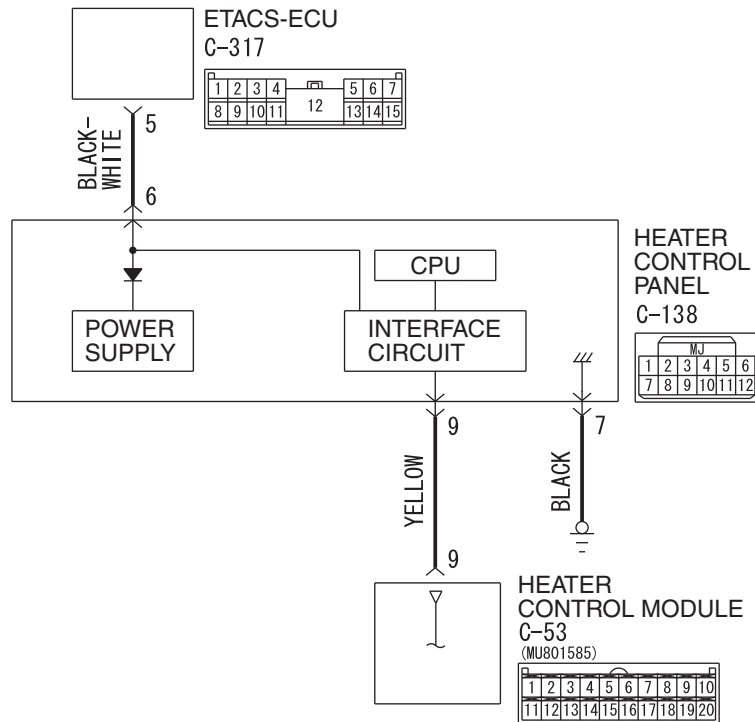 ETACS-ECU
C-317
1 2 3 4 5 6 7
8 9 10 11 12 13 14 15
5
BLACK-
WHITE
6
HEATER
CONTROL
PANEL
C-138
MJ
1 2 3 4 5 6
7 8 9 10 11 12
CPU
POWER
SUPPLY
INTERFACE
CIRCUIT
9
7
YELLOW
BLACK
9
HEATER
CONTROL MODULE
C-53
(MU801585)
1 2 3 4 5 6 7 8 9 10
11 12 13 14 15 16 17 18 19 20